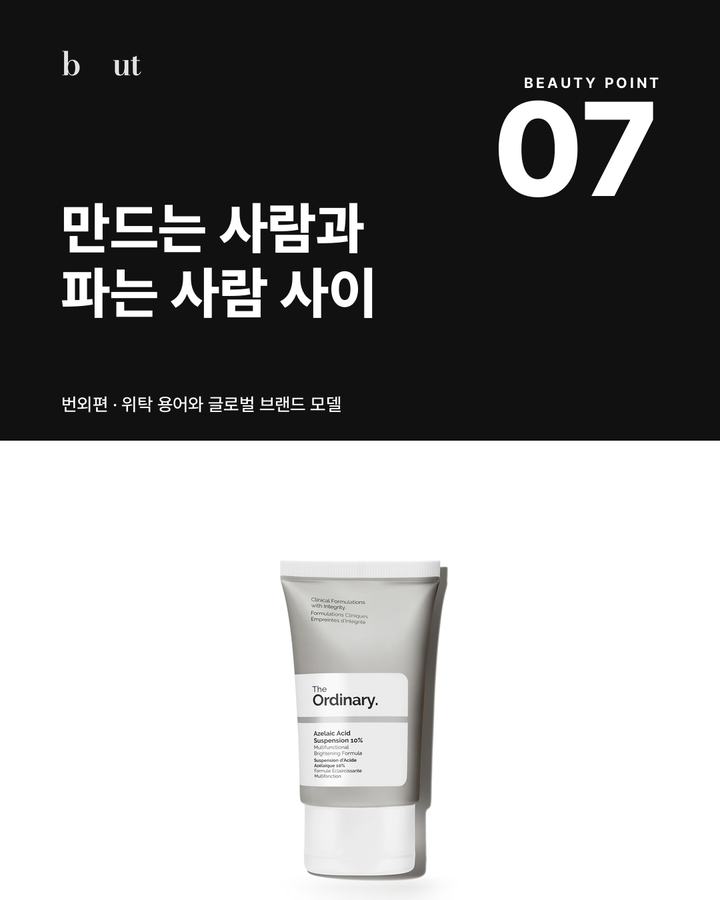 b ut
BEAUTY POINT
07
만드는 사람과
파는 사람 사이
번외편 · 위탁 용어와 글로벌 브랜드 모델
Clinical Formulations
with Integrity.
Formulations Cliniques
Empreintes d'Intégrité
The
Ordinary.
Azelaic Acid
Suspension 10%
Multifunctional
Brightening Formula
Suspension d'Acide
Azélaïque 10%
Formule Éclaircissante
Multifonction